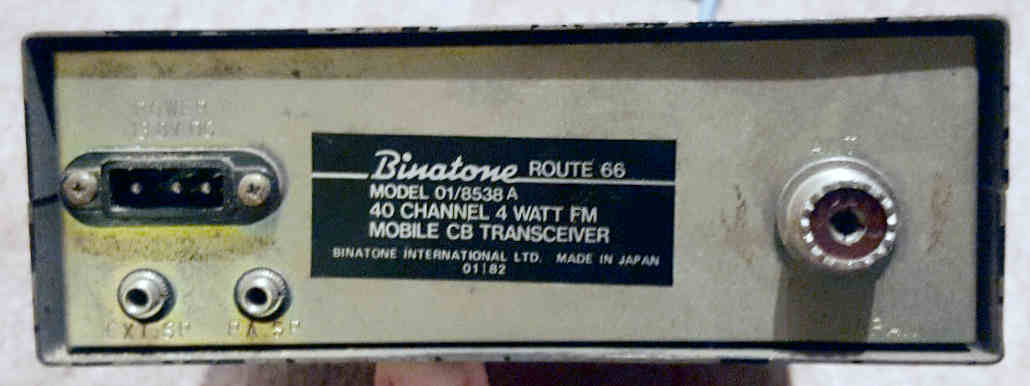 POWER
13.8V DC
Binatone ROUTE 66
MODEL 01/8538 A
40 CHANNEL 4 WATT FM
MOBILE CB TRANSCEIVER
BINATONE INTERNATIONAL LTD. MADE IN JAPAN
01|82
ANT
EXT. SP
P.A. SP